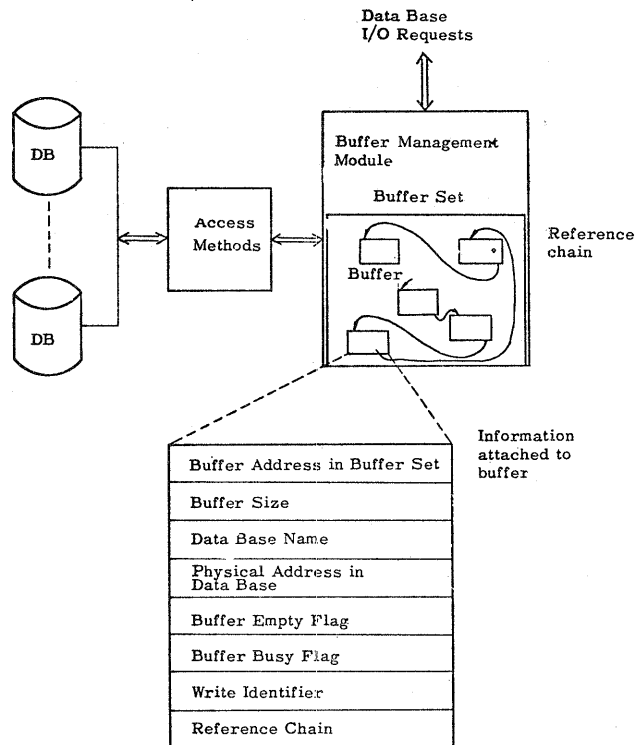 Data Base
I/O Requests
DB
Buffer Management
Module
Buffer Set
Access
Methods
Reference
chain
Buffer
DB
Information
attached to
buffer
Buffer Address in Buffer Set
Buffer Size
Data Base Name
Physical Address in
Data Base
Buffer Empty Flag
Buffer Busy Flag
Write Identifier
Reference Chain